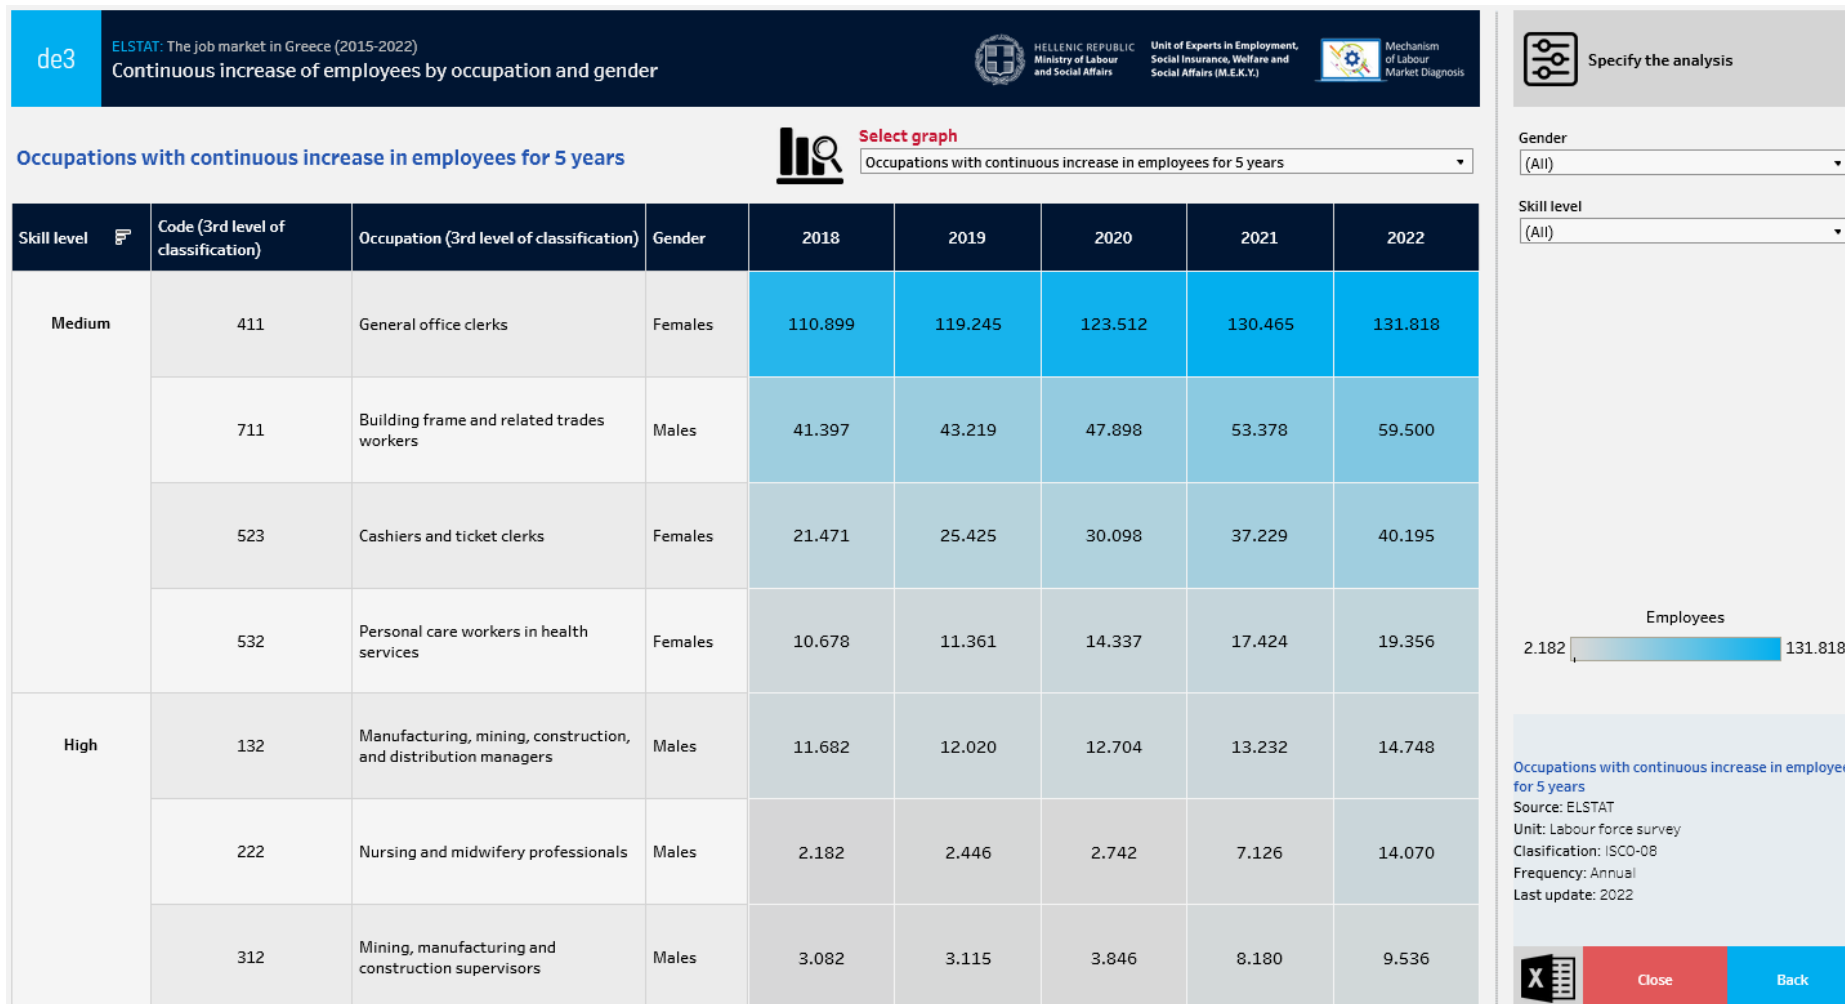 de3
ELSTAT: The job market in Greece (2015-2022)
Continuous increase of employees by occupation and gender
HELLENIC REPUBLIC
Ministry of Labour
and Social Affairs
Unit of Experts in Employment,
Social Insurance, Welfare and
Social Affairs (M.E.K.Y.)
Mechanism
of Labour
Market Diagnosis
Specify the analysis
Occupations with continuous increase in employees for 5 years
Select graph
Occupations with continuous increase in employees for 5 years
Gender
(All)
Skill level
(All)
Skill level Code (3rd level of classification) Occupation (3rd level of classification) Gender 2018 2019 2020 2021 2022
Medium 411 General office clerks Females 110.899 119.245 123.512 130.465 131.818
711 Building frame and related trades workers Males 41.397 43.219 47.898 53.378 59.500
523 Cashiers and ticket clerks Females 21.471 25.425 30.098 37.229 40.195
532 Personal care workers in health services Females 10.678 11.361 14.337 17.424 19.356
High 132 Manufacturing, mining, construction, and distribution managers Males 11.682 12.020 12.704 13.232 14.748
222 Nursing and midwifery professionals Males 2.182 2.446 2.742 7.126 14.070
312 Mining, manufacturing and construction supervisors Males 3.082 3.115 3.846 8.180 9.536
Employees
2.182 131.818
Occupations with continuous increase in employee
for 5 years
Source: ELSTAT
Unit: Labour force survey
Clasification: ISCO-08
Frequency: Annual
Last update: 2022
X
Close
Back